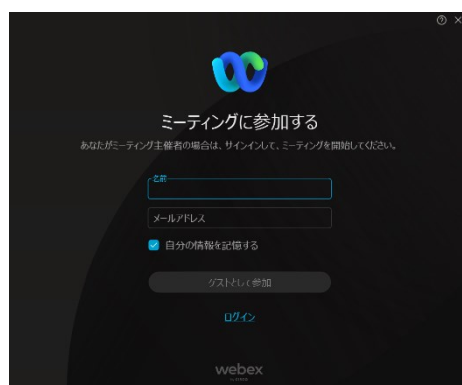 ミーティングに参加する
あなたがミーティング主催者の場合は、サインインして、ミーティングを開始してください。
名前
メールアドレス
自分の情報を記憶する
ゲストとして参加
ログイン
webex